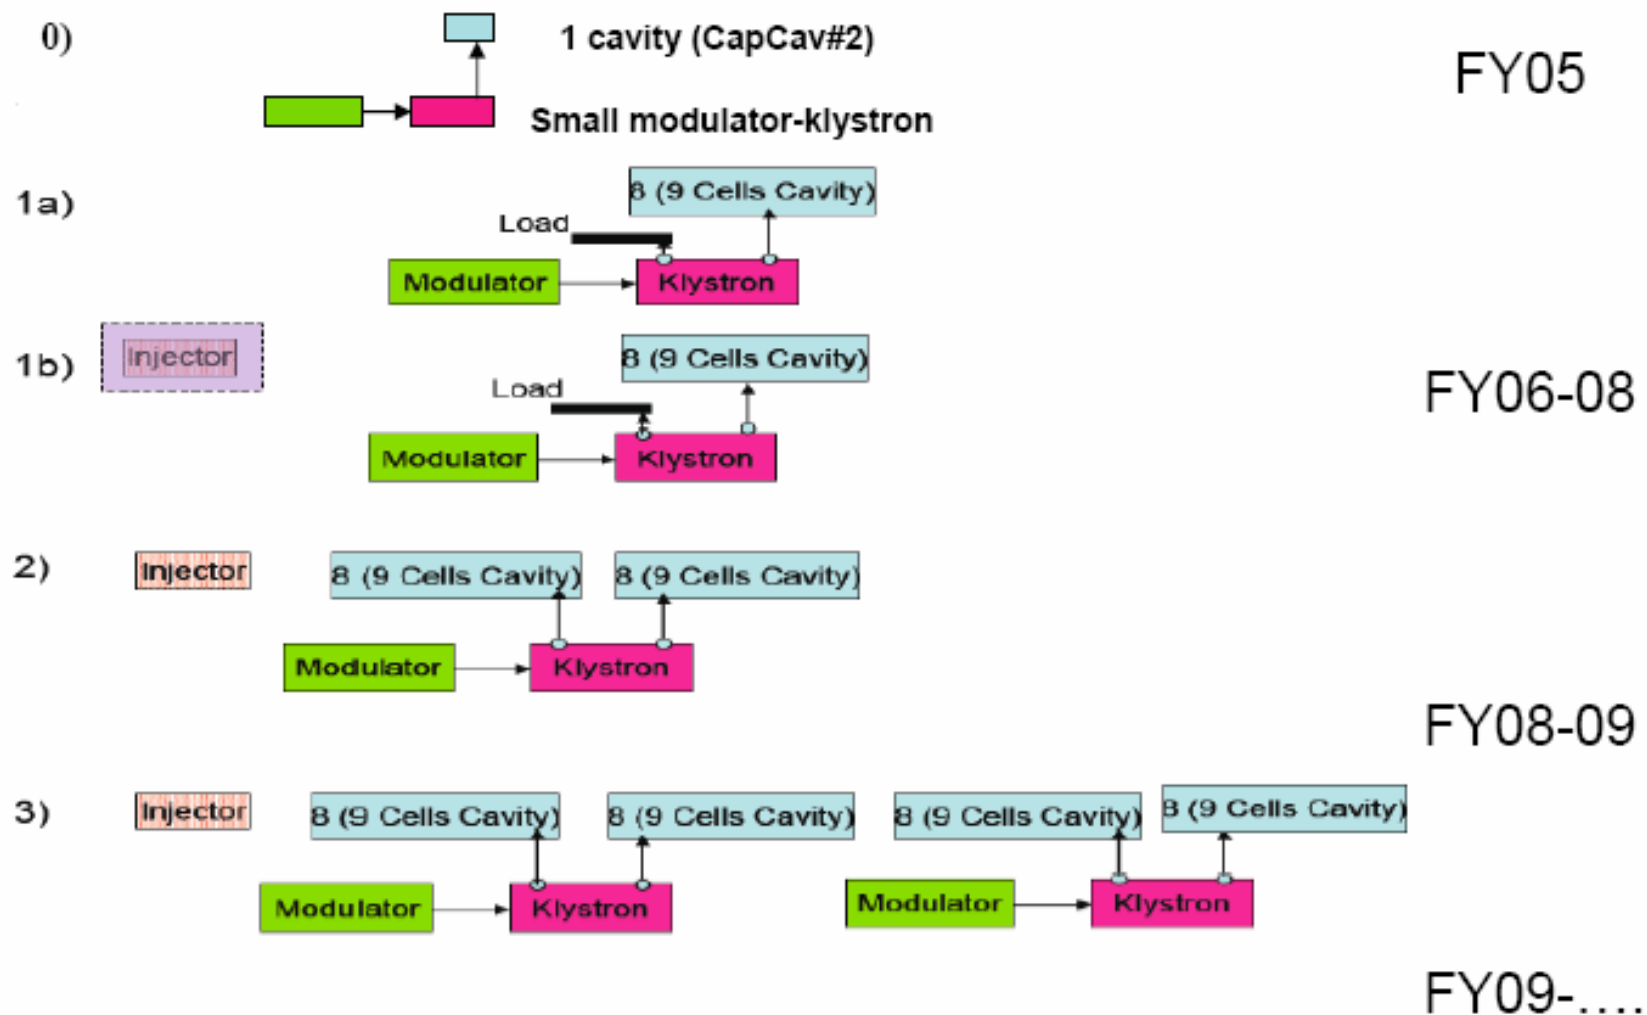 0)
1 cavity (CapCav#2)
FY05
Small modulator-klystron
1a)
8 (9 Cells Cavity)
Load
Modulator
Klystron
1b)
Injector
8 (9 Cells Cavity)
FY06-08
Load
Modulator
Klystron
2)
Injector
8 (9 Cells Cavity)
8 (9 Cells Cavity)
Modulator
Klystron
FY08-09
3)
Injector
8 (9 Cells Cavity)
8 (9 Cells Cavity)
8 (9 Cells Cavity)
8 (9 Cells Cavity)
Modulator
Klystron
Modulator
Klystron
FY09-....